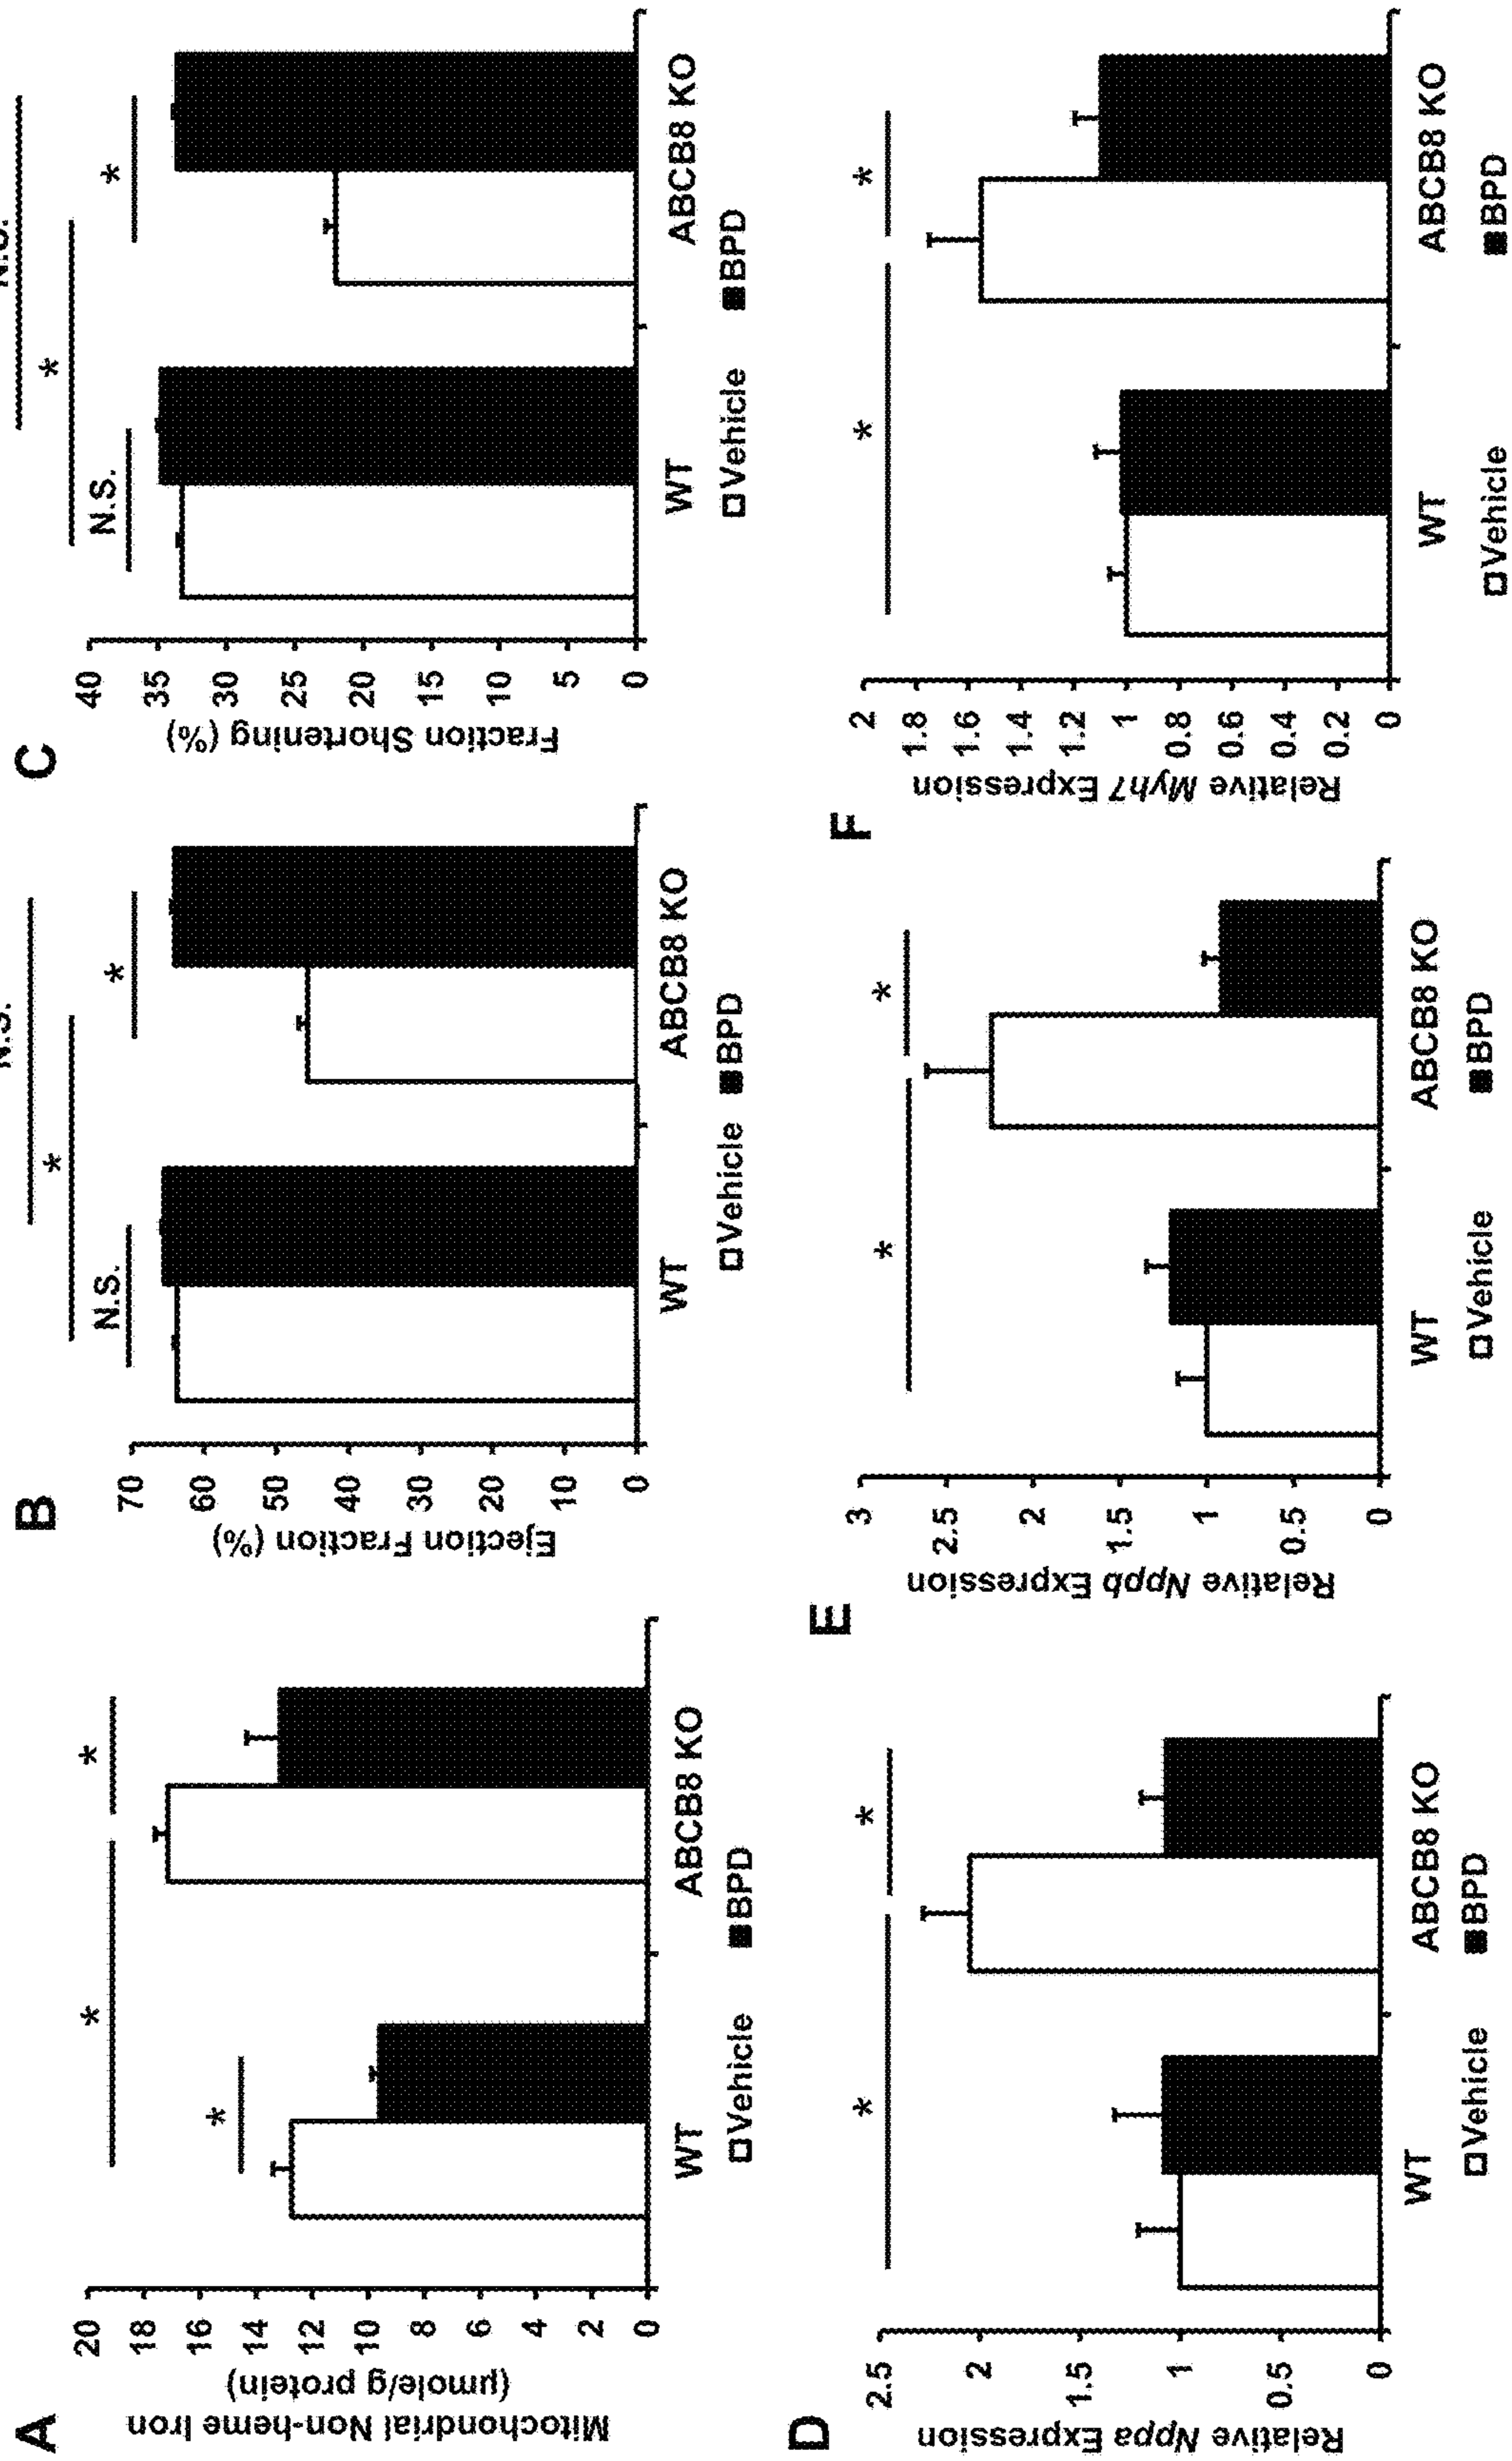 A
Mitochondrial Non-heme Iron
(µmole/g protein)
20
18
16
14
12
10
8
6
4
2
0
*
*
*
WT
ABCB8 KO
Vehicle
BPD
B
Ejection Fraction (%)
70
60
50
40
30
20
10
0
N.S.
*
N.S.
*
WT
ABCB8 KO
Vehicle
BPD
C
Fraction Shortening (%)
40
35
30
25
20
15
10
5
0
N.S.
*
N.S.
*
WT
ABCB8 KO
Vehicle
BPD
D
Relative Nppa Expression
2.5
2
1.5
1
0.5
0
*
*
WT
ABCB8 KO
Vehicle
BPD
E
Relative Nppb Expression
3
2.5
2
1.5
1
0.5
0
*
*
WT
ABCB8 KO
Vehicle
BPD
F
Relative Myh7 Expression
2
1.8
1.6
1.4
1.2
1
0.8
0.6
0.4
0.2
0
*
*
WT
ABCB8 KO
Vehicle
BPD